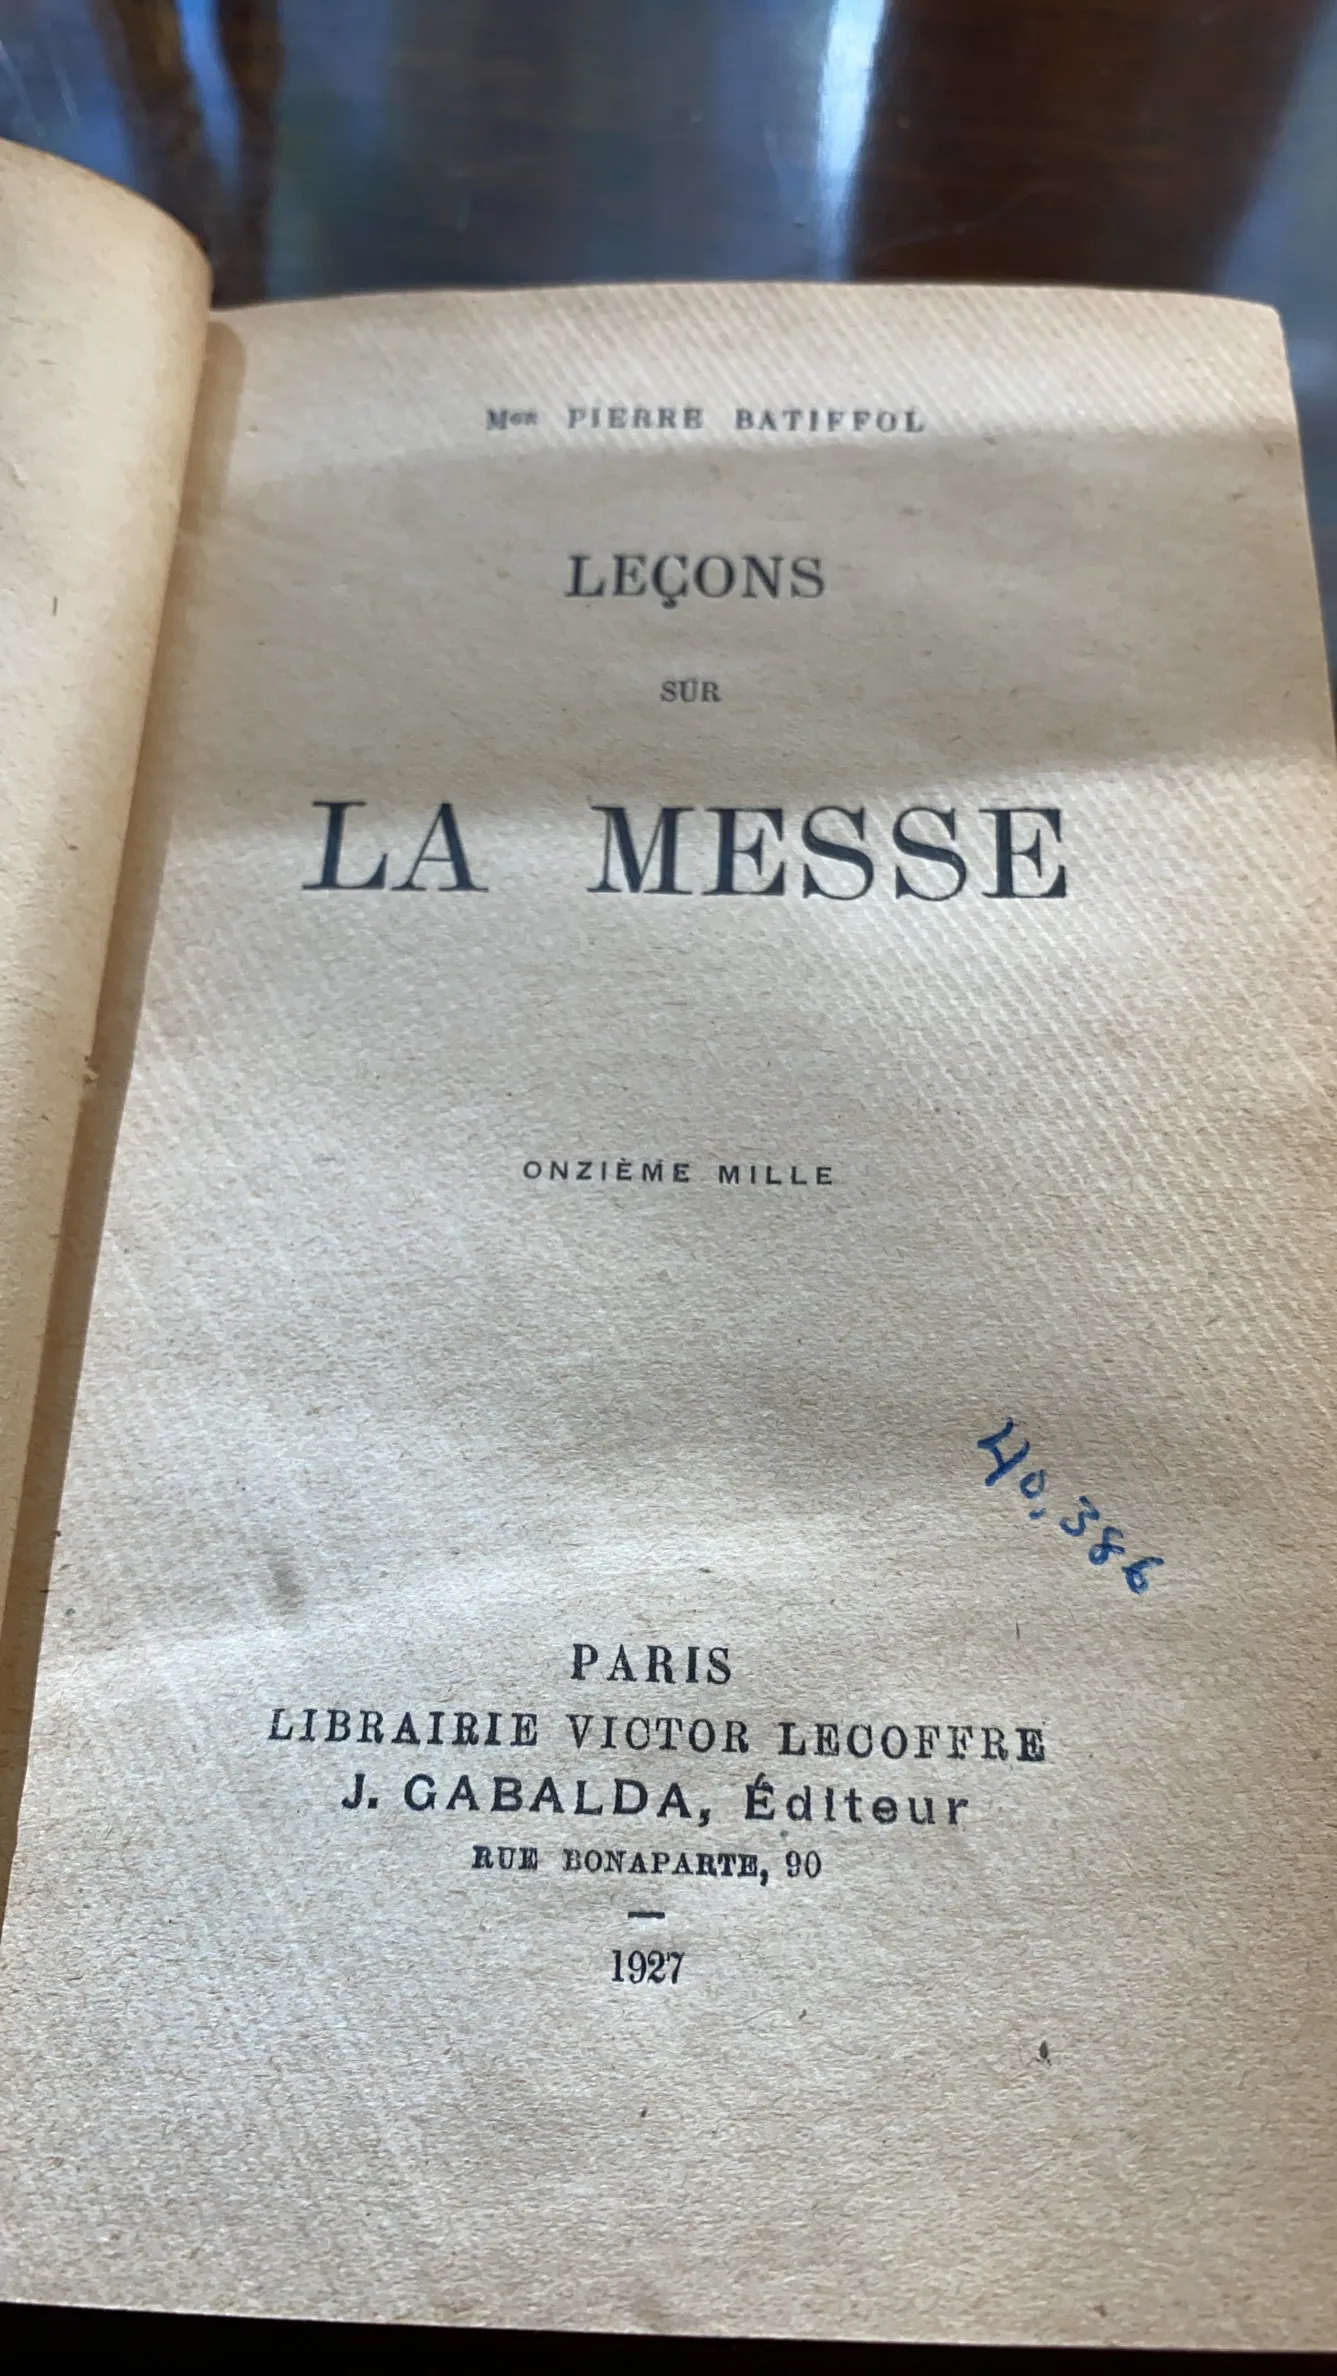 Mgr PIERRE BATIFFOL
LEÇONS
SUR
LA MESSE
ONZIÈME MILLE
40.386
PARIS
LIBRAIRIE VICTOR LECOFFRE
J. GABALDA, Éditeur
RUE BONAPARTE, 90
1927